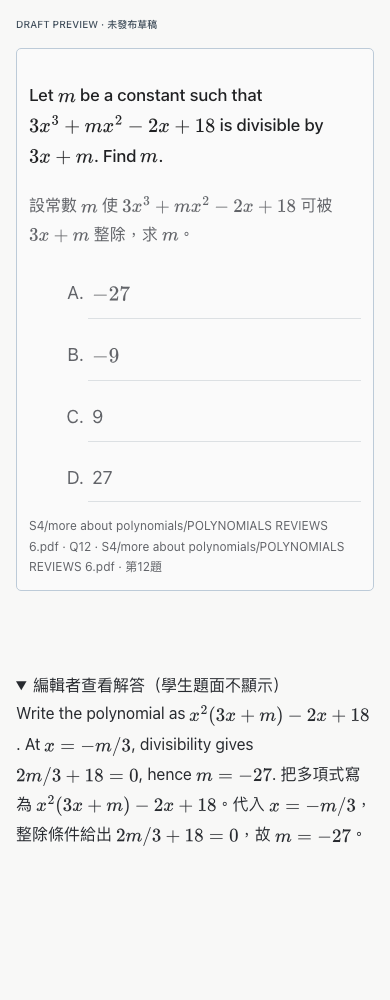 DRAFT PREVIEW · 未發布草稿
Let m be a constant such that
3x³ + mx² − 2x + 18 is divisible by
3x + m. Find m.
設常數 m 使 3x³ + mx² − 2x + 18 可被
3x + m 整除，求 m。
A. −27
B. −9
C. 9
D. 27
S4/more about polynomials/POLYNOMIALS REVIEWS
6.pdf · Q12 · S4/more about polynomials/POLYNOMIALS
REVIEWS 6.pdf · 第12題
▼ 編輯者查看解答（學生題面不顯示）
Write the polynomial as x²(3x + m) − 2x + 18
. At x = −m/3, divisibility gives
2m/3 + 18 = 0, hence m = −27. 把多項式寫
為 x²(3x + m) − 2x + 18。代入 x = −m/3，
整除條件給出 2m/3 + 18 = 0，故 m = −27。